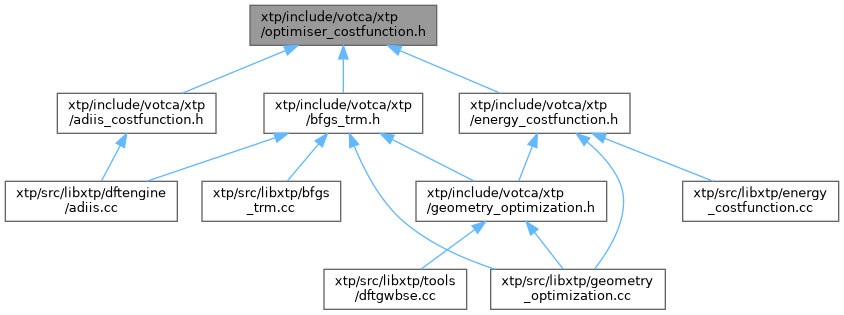 xtp/include/votca/xtp
/optimiser_costfunction.h
xtp/include/votca/xtp
/adiis_costfunction.h
xtp/include/votca/xtp
/bfgs_trm.h
xtp/include/votca/xtp
/energy_costfunction.h
xtp/src/libxtp/dftengine
/adiis.cc
xtp/src/libxtp/bfgs
_trm.cc
xtp/include/votca/xtp
/geometry_optimization.h
xtp/src/libxtp/energy
_costfunction.cc
xtp/src/libxtp/tools
/dftgwbse.cc
xtp/src/libxtp/geometry
_optimization.cc